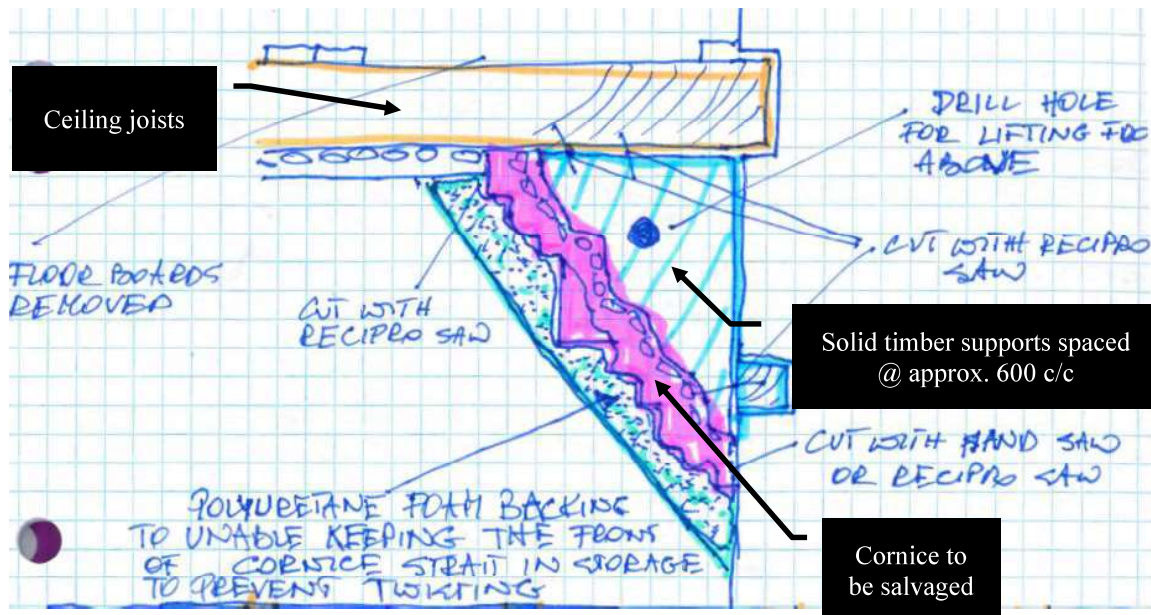 Ceiling joists
DRILL HOLE
FOR LIFTING FDC
ABOVE
FLOOR BOARDS
REMOVED
CUT WITH
RECIPRO SAW
CUT WITH RECIPRO
SAW
Solid timber supports spaced
@ approx. 600 c/c
CUT WITH HAND SAW
OR RECIPRO SAW
POLYURETANE FOAM BACKING
TO UNABLE KEEPING THE FRONT
OF CORNICE STRAIT IN STORAGE
TO PREVENT TWISTING
Cornice to
be salvaged